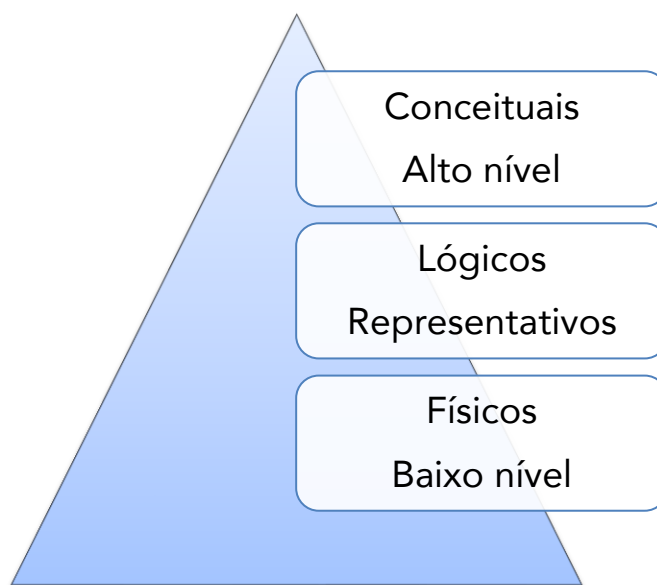 Conceituais
Alto nível
Lógicos
Representativos
Físicos
Baixo nível